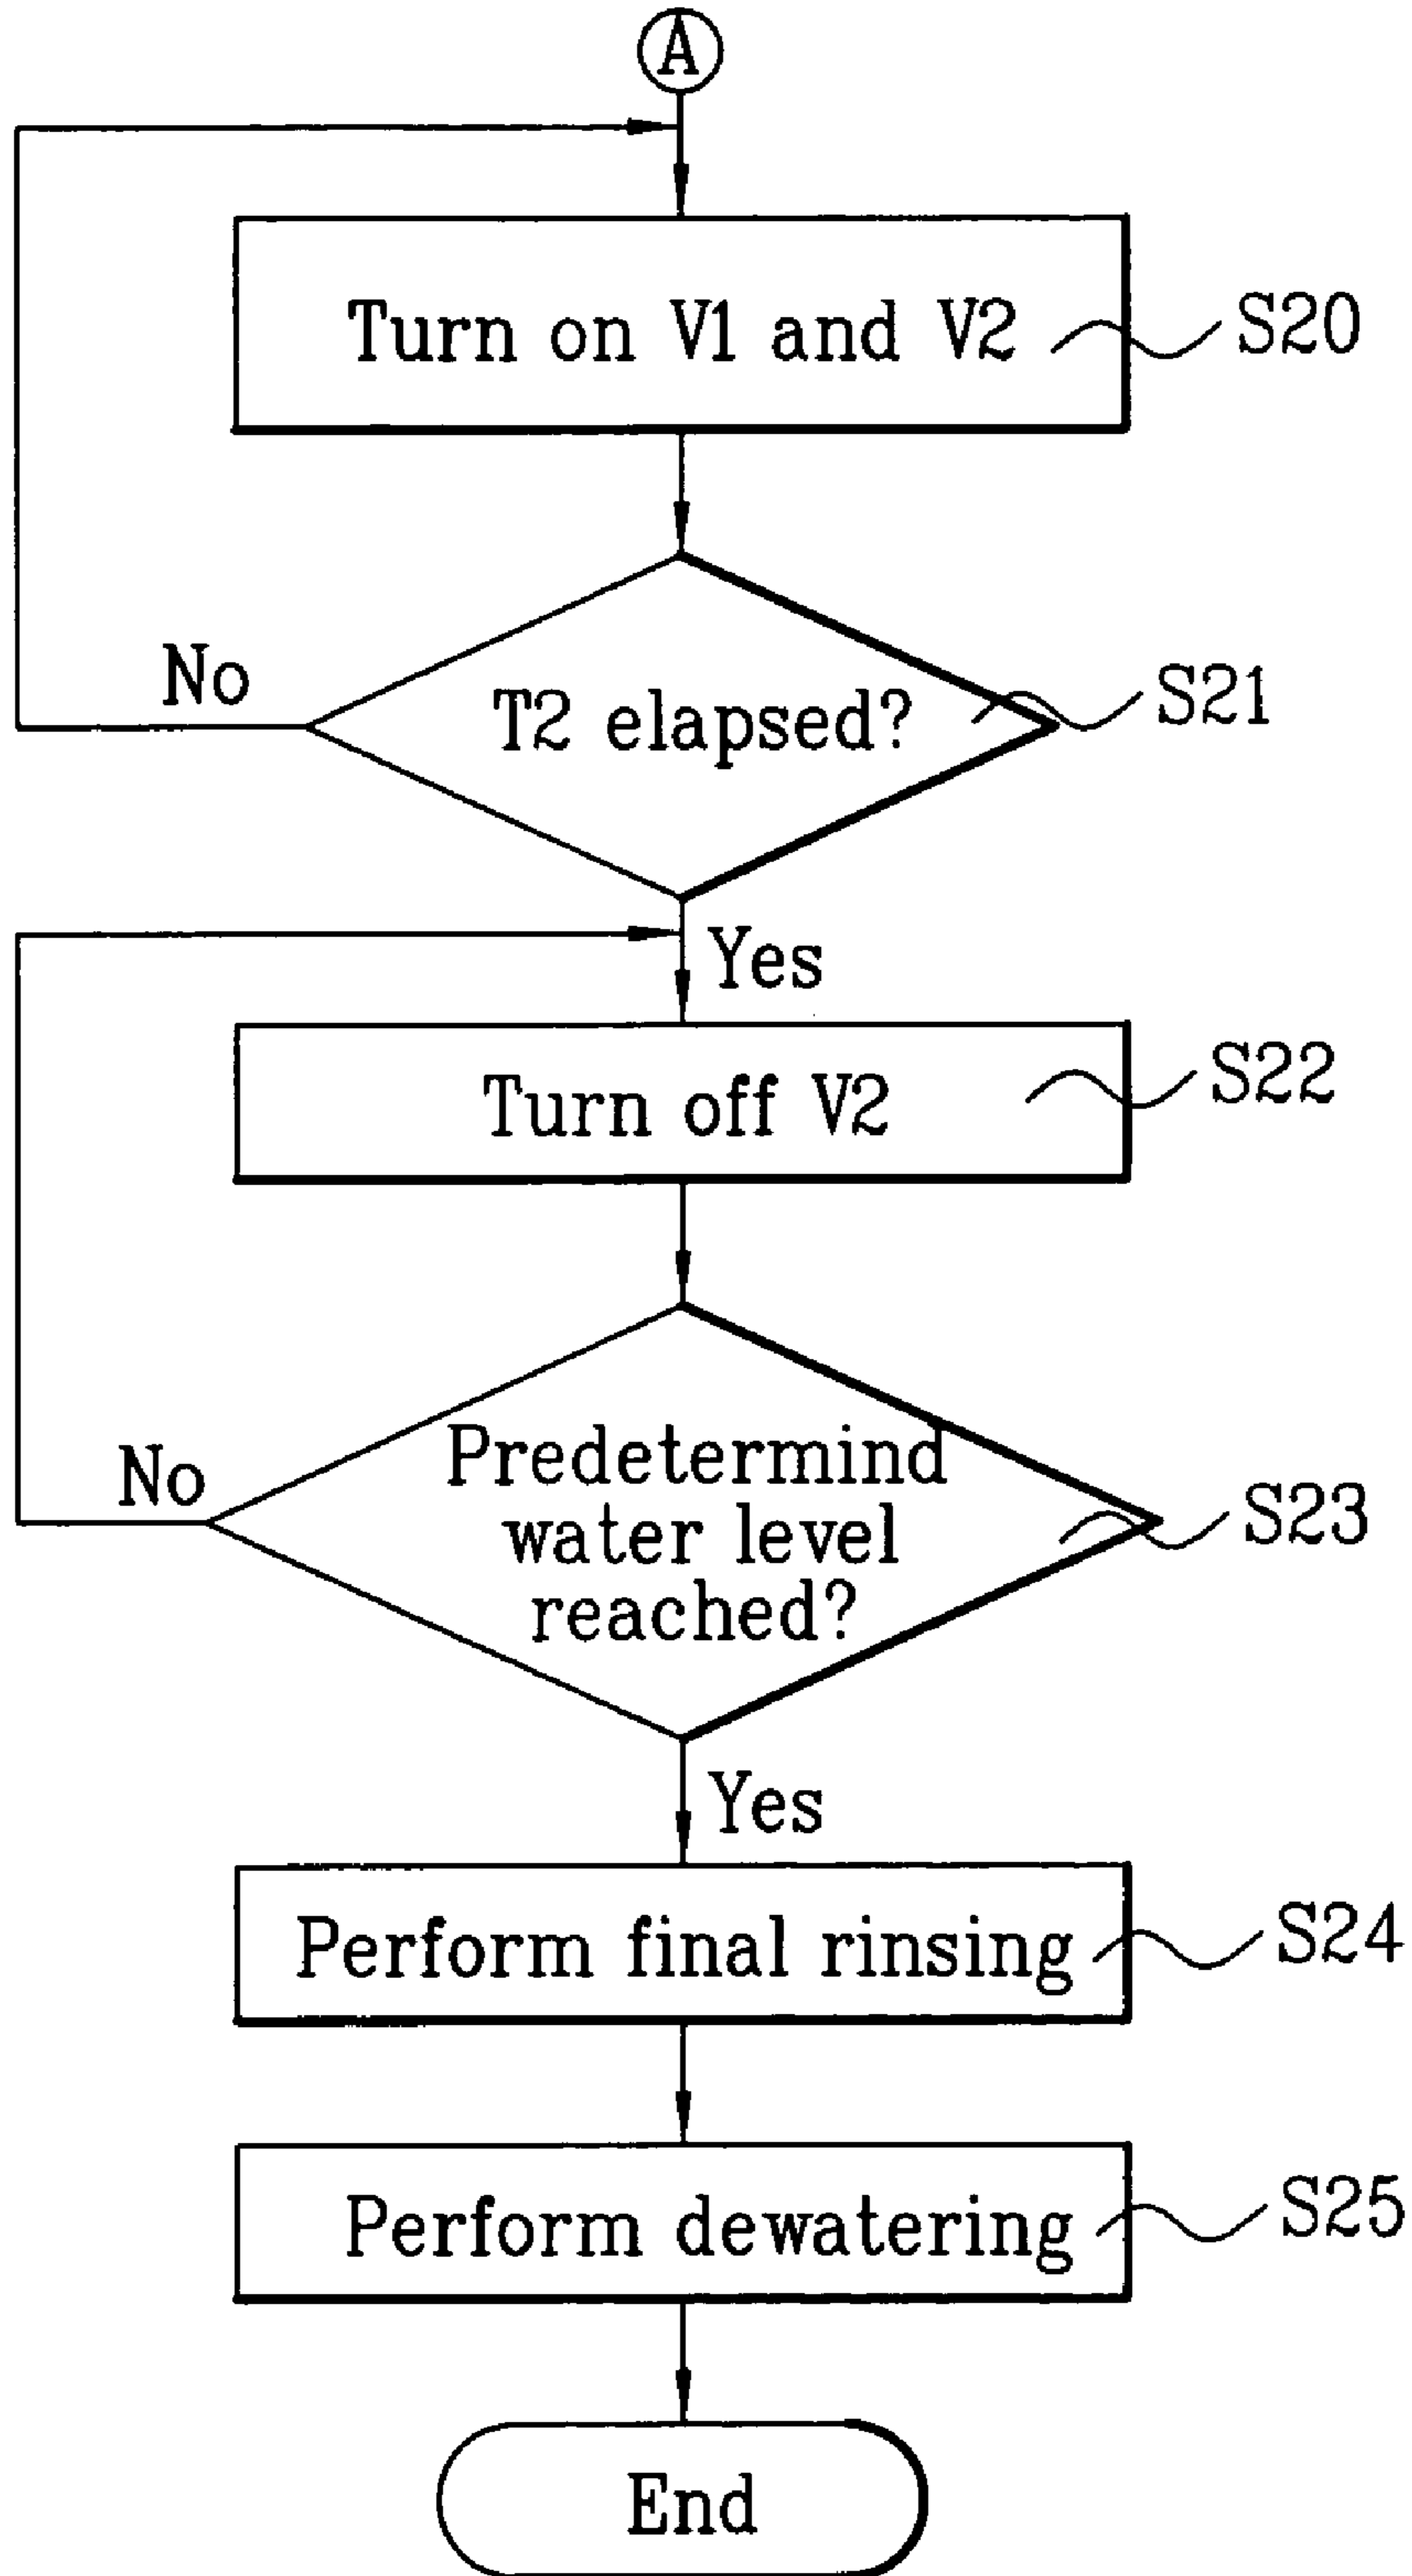 A
Turn on V1 and V2
S20
No
T2 elapsed?
S21
Yes
Turn off V2
S22
No
Predetermind
water level
reached?
S23
Yes
Perform final rinsing
S24
Perform dewatering
S25
End